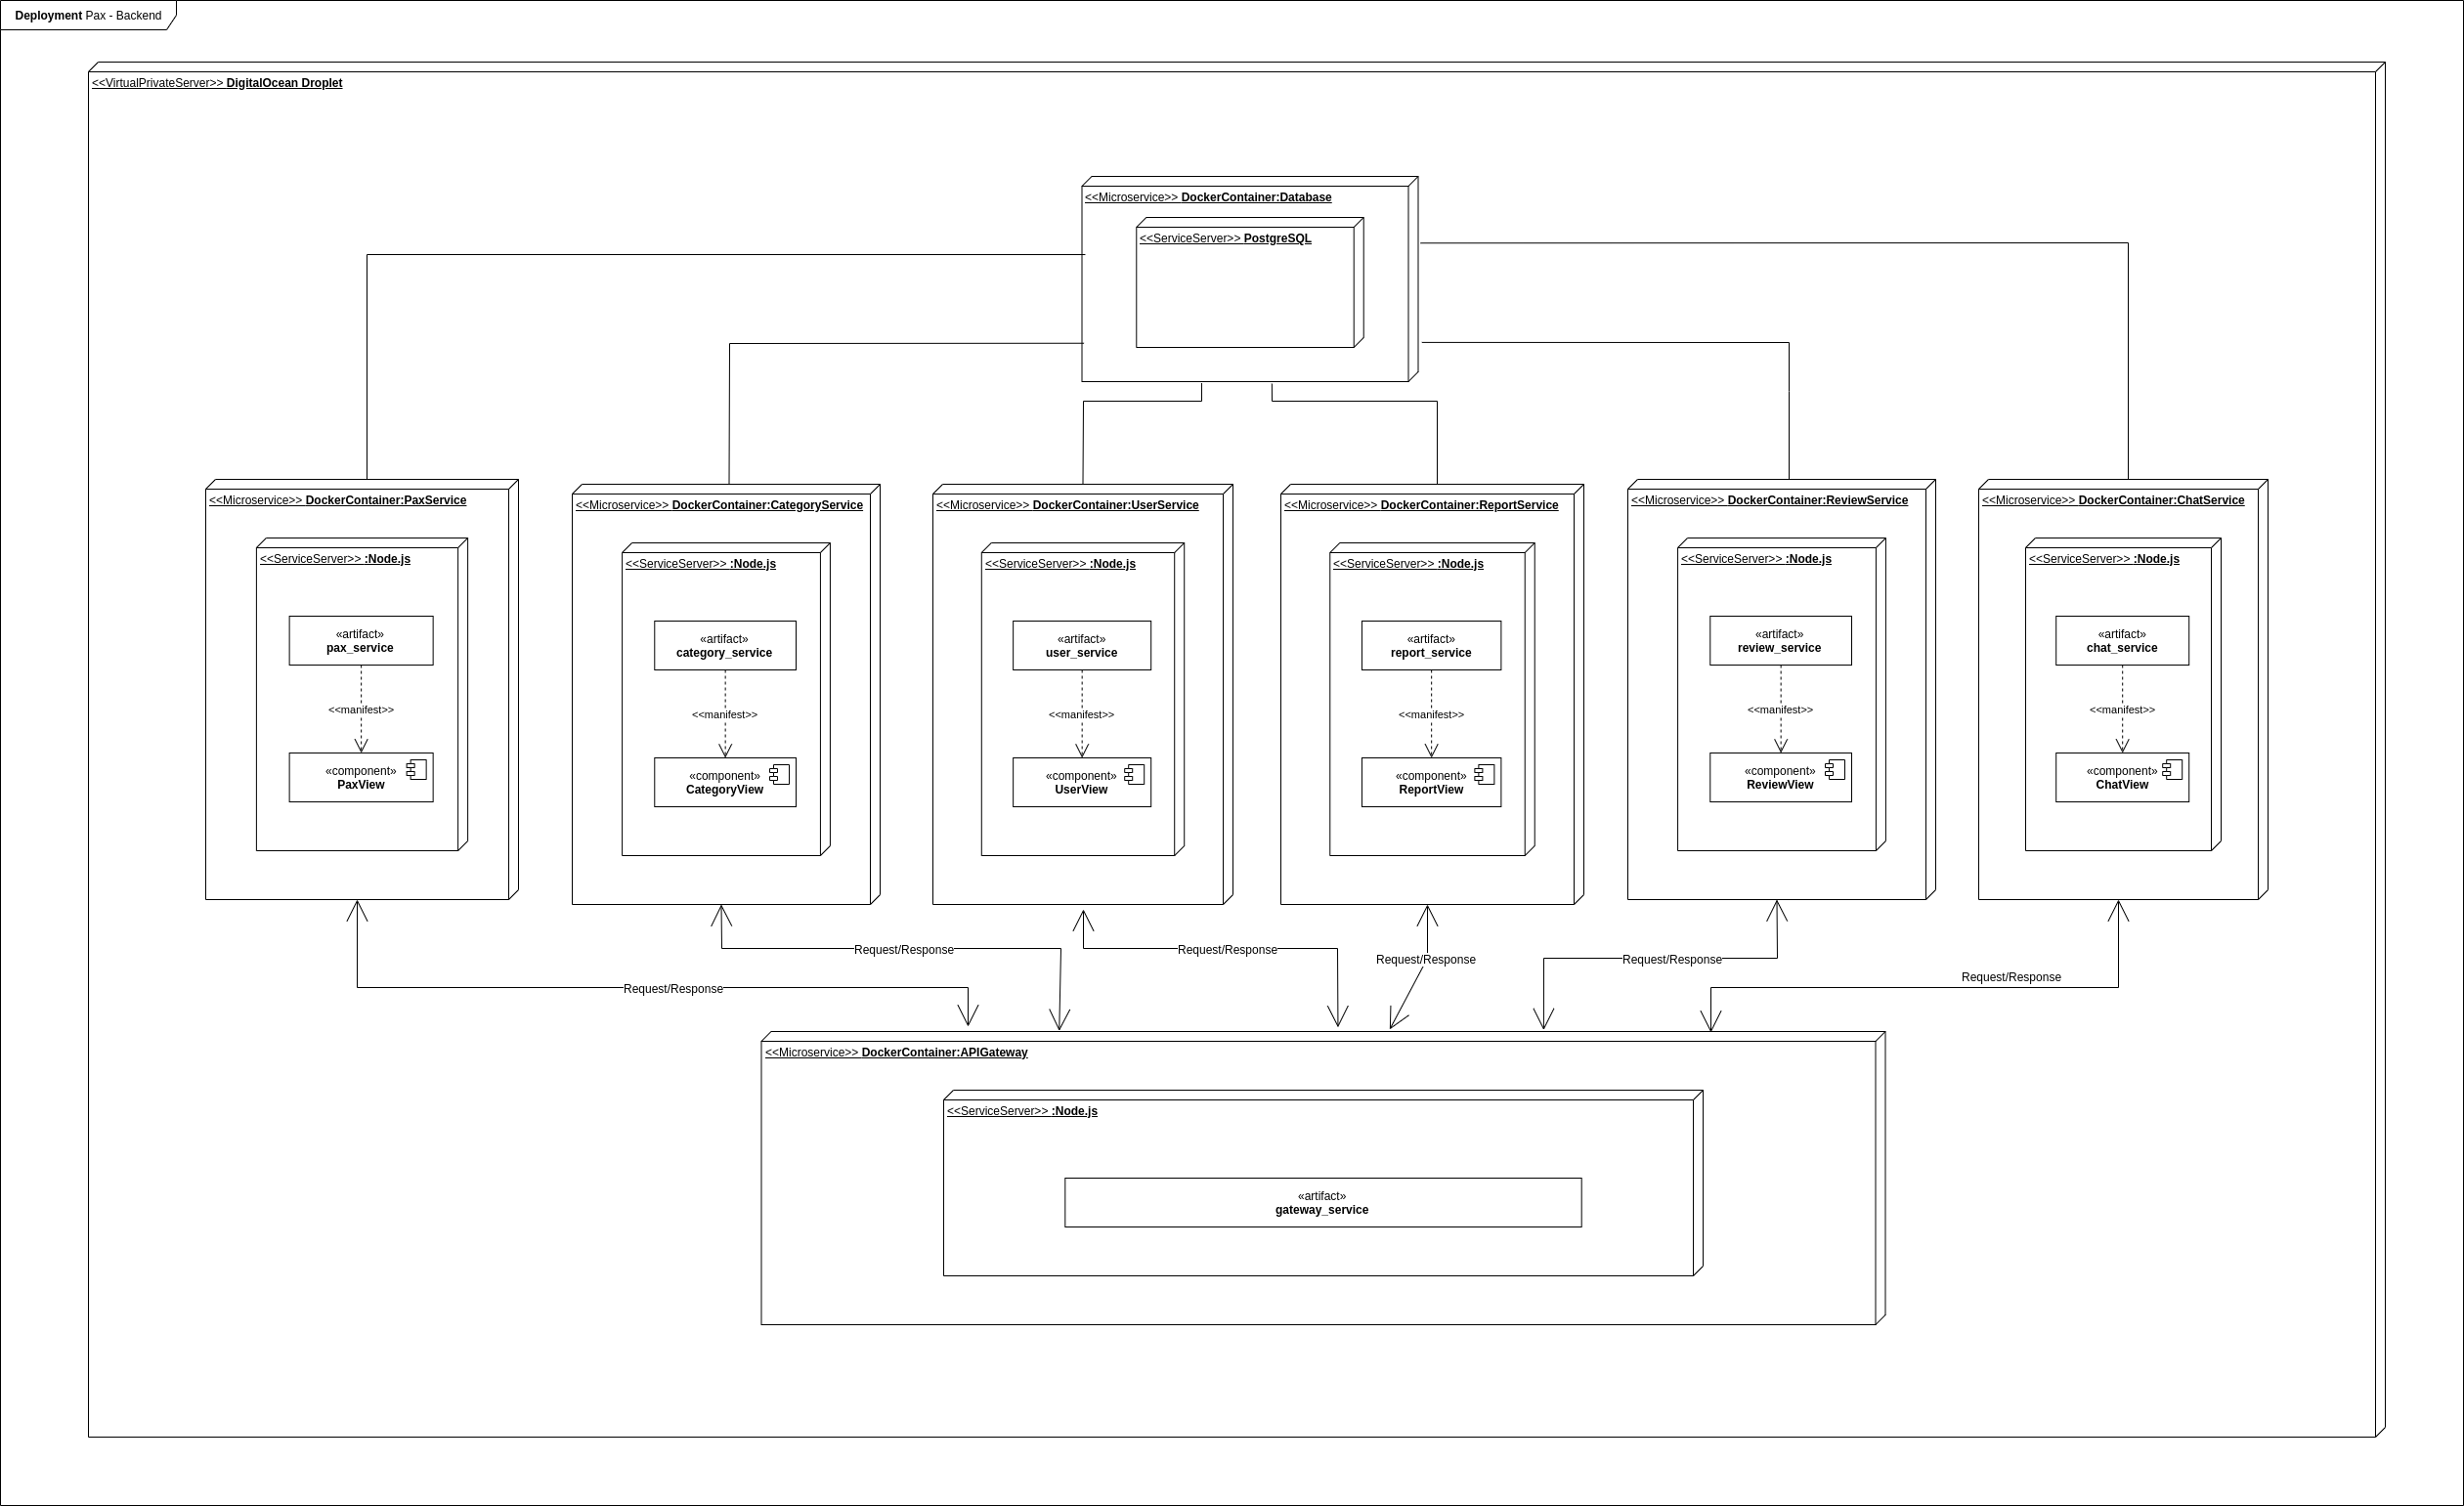 Deployment Pax - Backend
<<VirtualPrivateServer>> DigitalOcean Droplet
<<Microservice>> DockerContainer:Database
<<ServiceServer>> PostgreSQL
<<Microservice>> DockerContainer:PaxService
<<ServiceServer>> :Node.js
«artifact»
pax_service
<<manifest>>
«component»
PaxView
<<Microservice>> DockerContainer:CategoryService
<<ServiceServer>> :Node.js
«artifact»
category_service
<<manifest>>
«component»
CategoryView
<<Microservice>> DockerContainer:UserService
<<ServiceServer>> :Node.js
«artifact»
user_service
<<manifest>>
«component»
UserView
<<Microservice>> DockerContainer:ReportService
<<ServiceServer>> :Node.js
«artifact»
report_service
<<manifest>>
«component»
ReportView
<<Microservice>> DockerContainer:ReviewService
<<ServiceServer>> :Node.js
«artifact»
review_service
<<manifest>>
«component»
ReviewView
<<Microservice>> DockerContainer:ChatService
<<ServiceServer>> :Node.js
«artifact»
chat_service
<<manifest>>
«component»
ChatView
Request/Response
Request/Response
Request/Response
Request/Response
Request/Response
Request/Response
<<Microservice>> DockerContainer:APIGateway
<<ServiceServer>> :Node.js
«artifact»
gateway_service